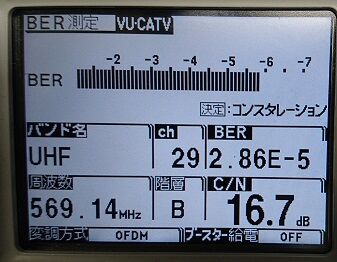 BER測定 VU·CATV
-2 -3 -4 -5 -6 -7
BER
決定:コンスタレーション
バンド名 ch BER
UHF 29 2.86E-5
周波数 階層 C/N
569.14MHz B 16.7dB
変調方式 OFDM ブースター給電 OFF